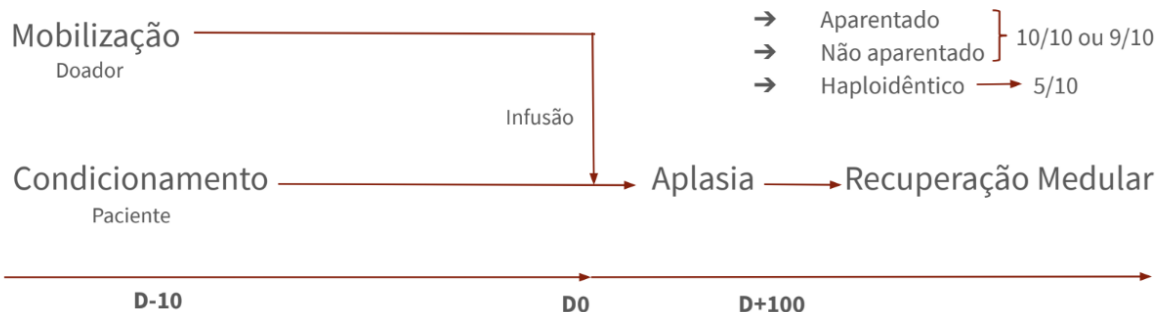 Mobilização
Doador
➔ Aparentado
➔ Não aparentado
10/10 ou 9/10
➔ Haploidêntico
5/10
Infusão
Condicionamento
Paciente
Aplasia
Recuperação Medular
D-10
D0
D+100